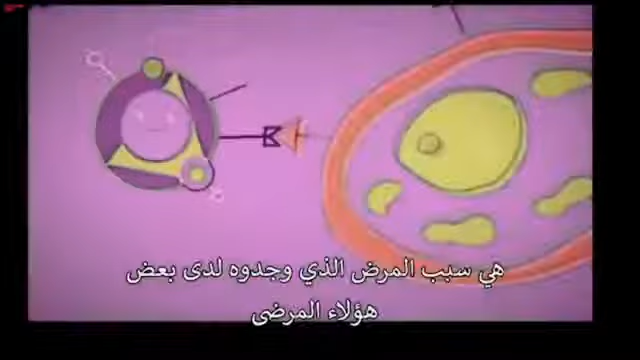 هي سبب المرض الذي وجدوه لدى بعض
هؤلاء المرضى